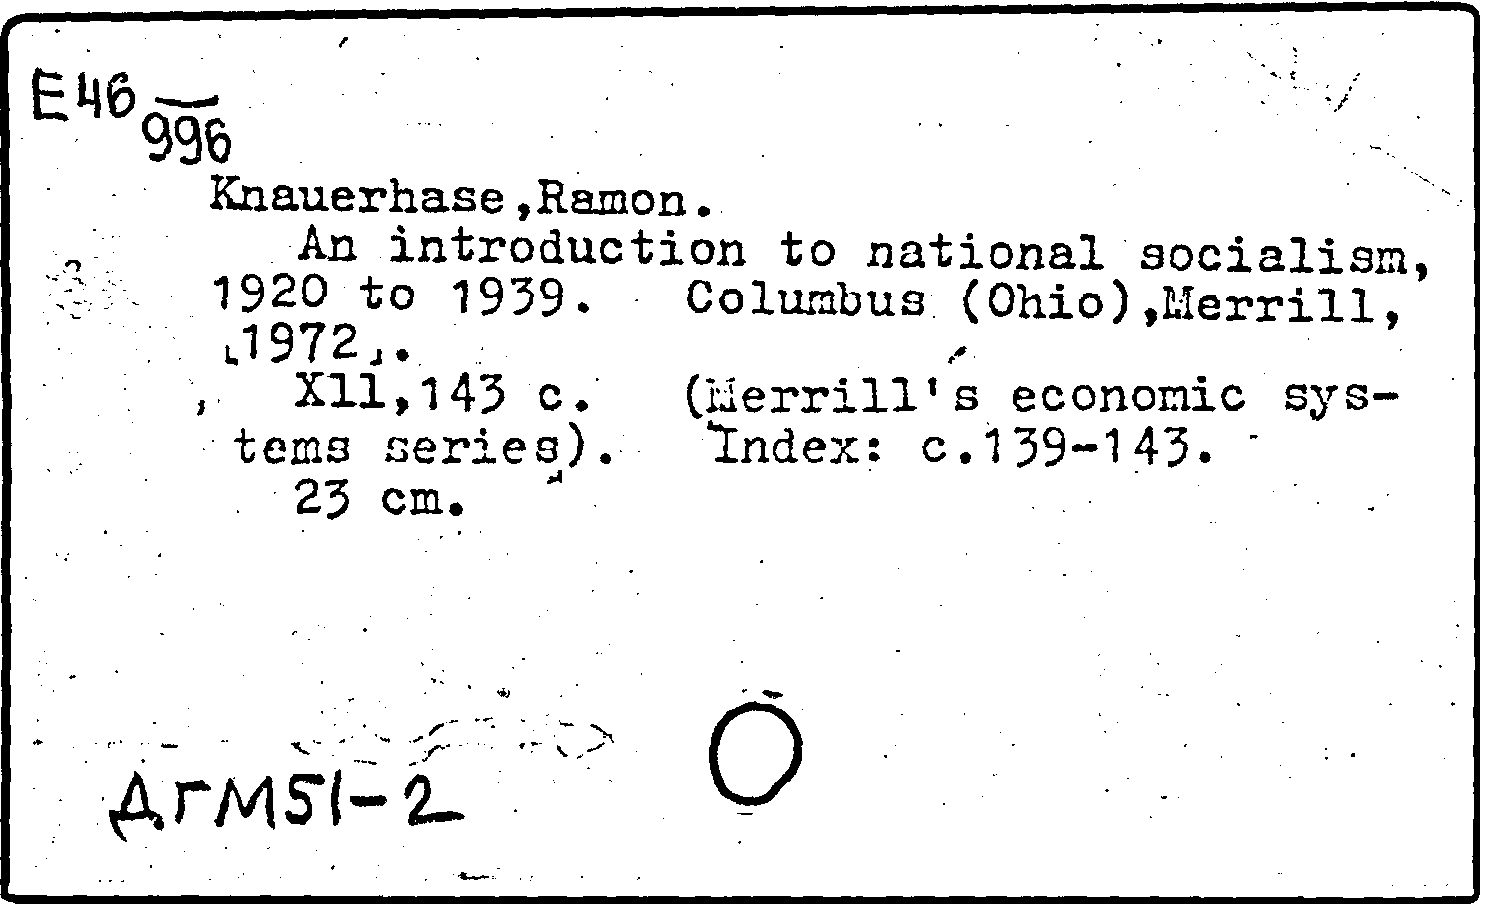 E46
996
Knauerhase,Ramon.
An introduction to national socialism,
1920 to 1939. Columbus (Ohio),Merrill,
[1972].
X11,143 c. (Merrill's economic sys-
tems series). Index: c.139-143.
23 cm.
ДГМ51-2